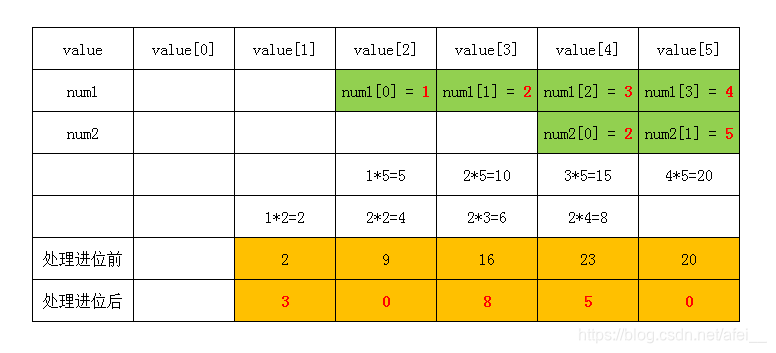 value value[0] value[1] value[2] value[3] value[4] value[5]
num1 num1[0] = 1 num1[1] = 2 num1[2] = 3 num1[3] = 4
num2 num2[0] = 2 num2[1] = 5
1*5=5 2*5=10 3*5=15 4*5=20
1*2=2 2*2=4 2*3=6 2*4=8
处理进位前 2 9 16 23 20
处理进位后 3 0 8 5 0
https://blog.csdn.net/afei__